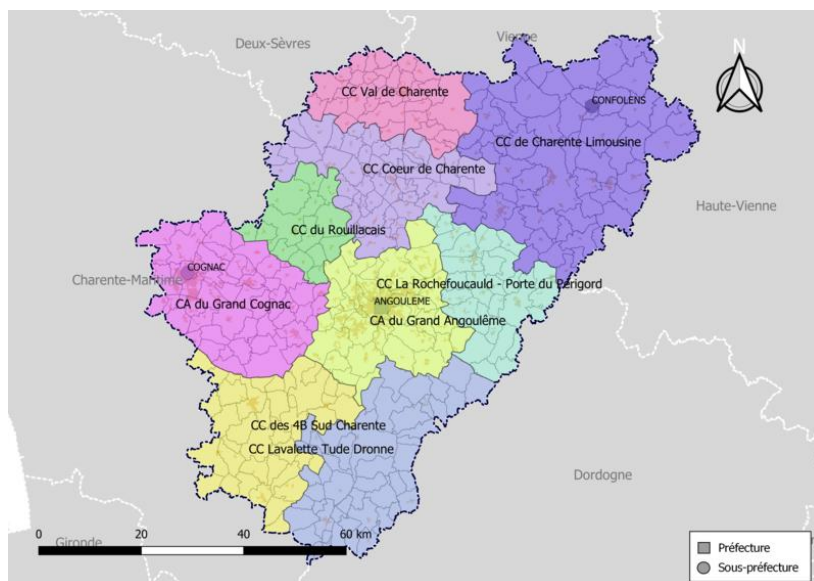 Deux-Sèvres
Vienne
N
CC Val de Charente
CONFOLENS
CC de Charente Limousine
CC Coeur de Charente
Haute-Vienne
CC du Rouillacais
COGNAC
Charente-Maritime
CC La Rochefoucauld - Porte du Périgord
CA du Grand Cognac
ANGOULEME
CA du Grand Angoulême
CC des 4B Sud Charente
CC Lavalette Tude Dronne
Dordogne
Gironde
0 20 40 60 km
Préfecture
Sous-préfecture